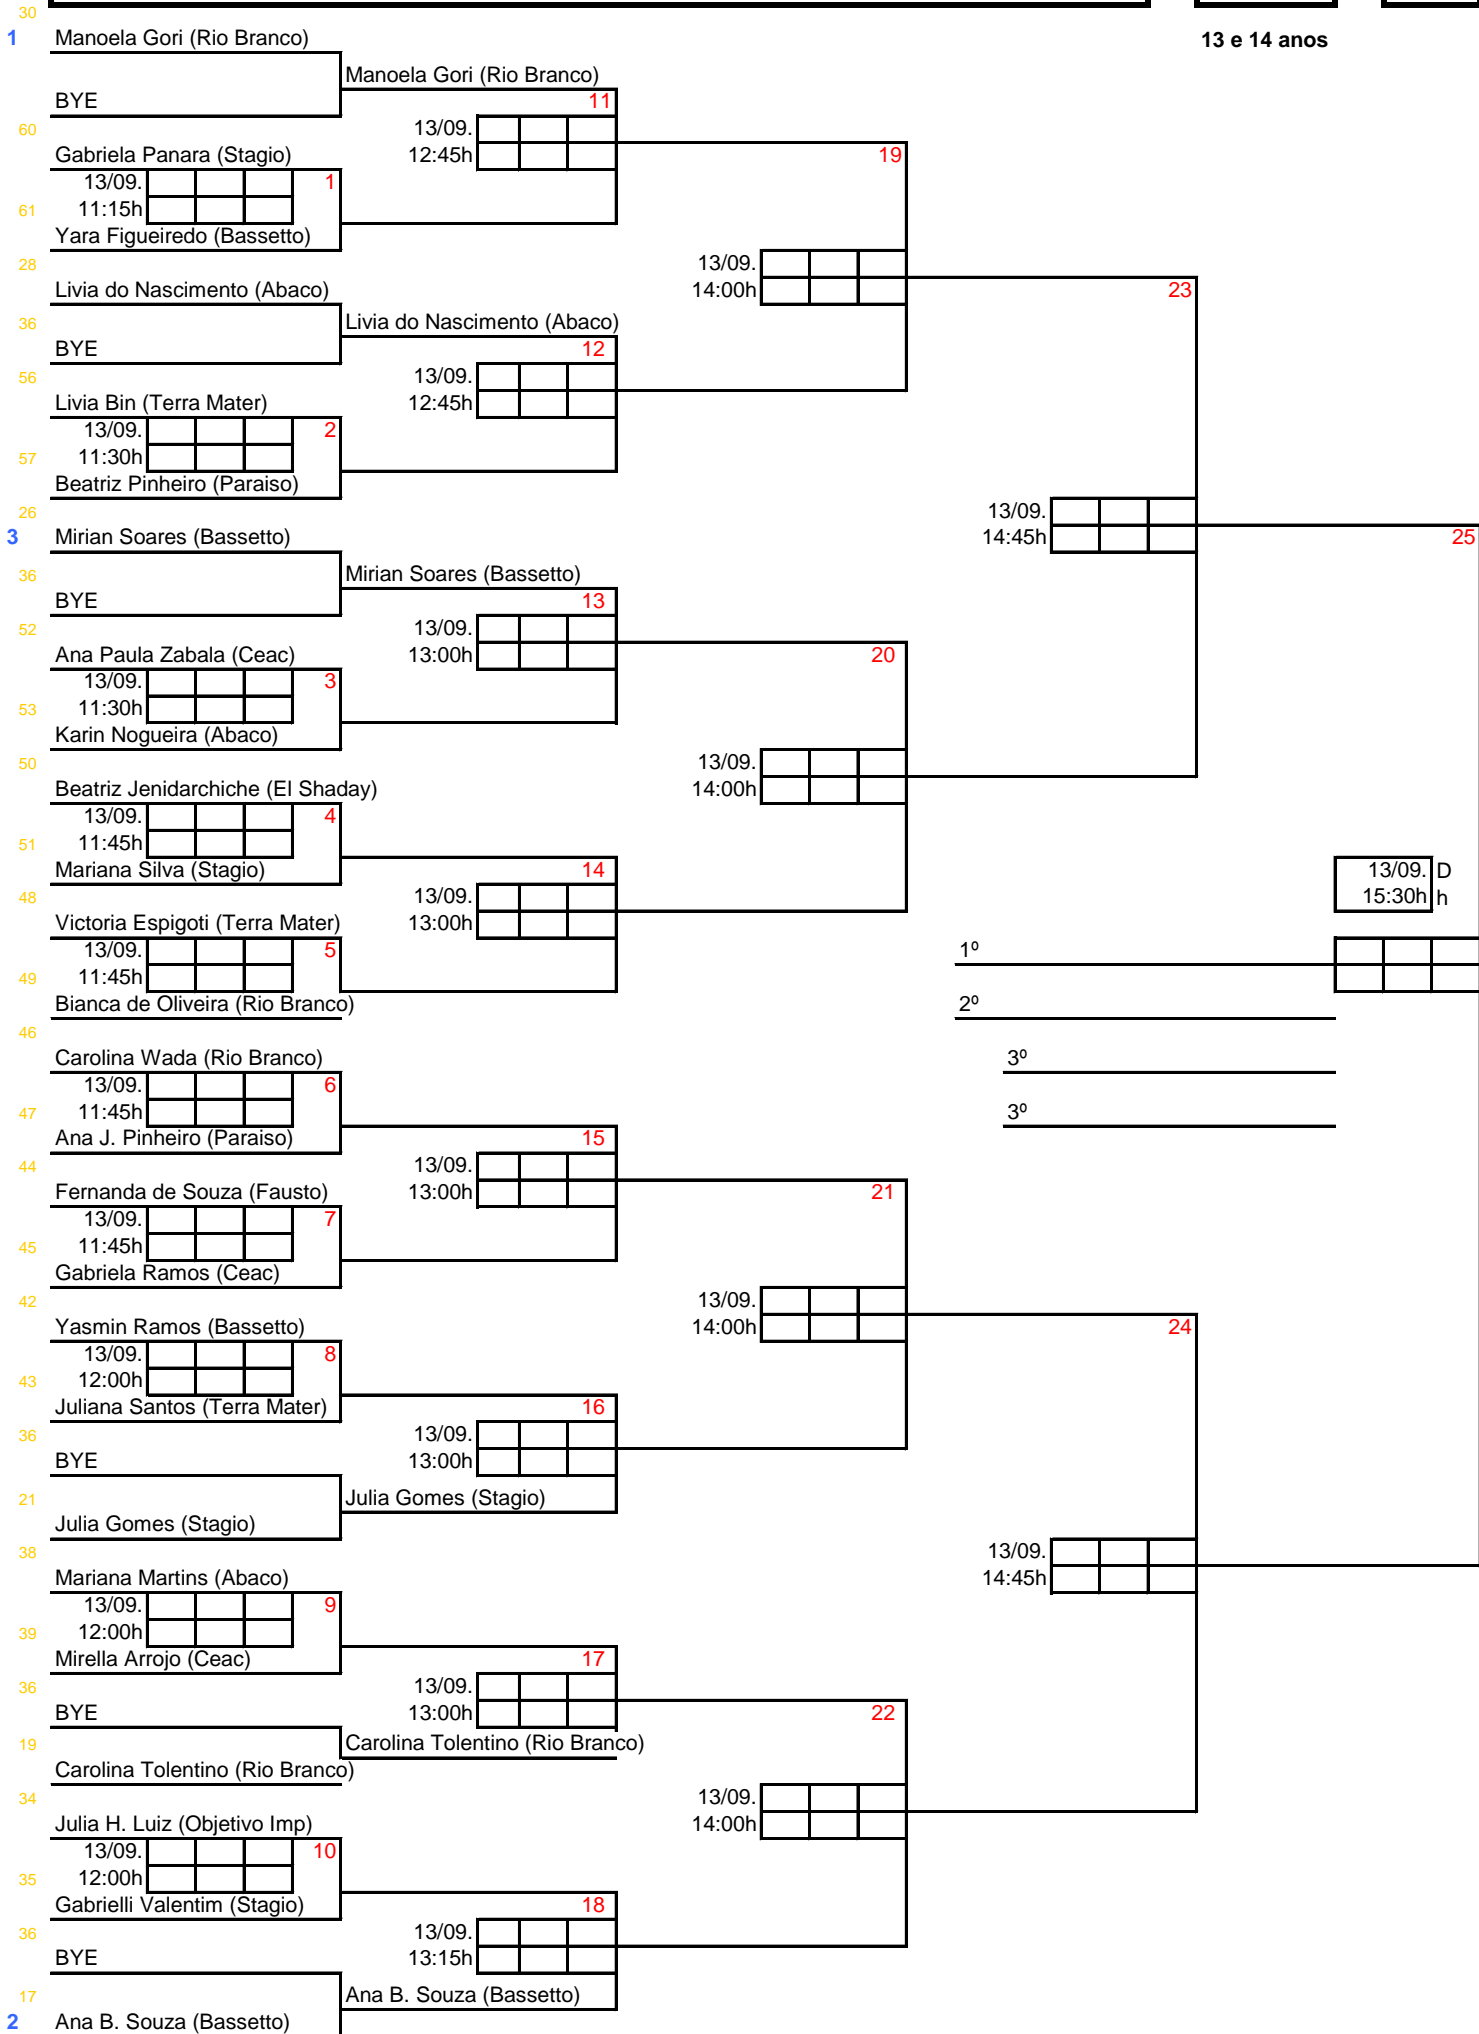 30
1 Manoela Gori (Rio Branco) 13 e 14 anos
Manoela Gori (Rio Branco)
BYE 11
60 13/09.
Gabriela Panara (Stagio) 12:45h 19
13/09. 1
61 11:15h
Yara Figueiredo (Bassetto)
28 13/09.
Livia do Nascimento (Abaco) 14:00h 23
36 Livia do Nascimento (Abaco)
BYE 12
56 13/09.
Livia Bin (Terra Mater) 12:45h
13/09. 2
57 11:30h
Beatriz Pinheiro (Paraiso)
26 13/09.
3 Mirian Soares (Bassetto) 14:45h 25
36 Mirian Soares (Bassetto)
BYE 13
52 13/09.
Ana Paula Zabala (Ceac) 13:00h 20
13/09. 3
53 11:30h
Karin Nogueira (Abaco)
50 13/09.
Beatriz Jenidarchiche (El Shaday) 14:00h
13/09. 4
51 11:45h
Mariana Silva (Stagio) 14 13/09. D
48 13/09. 15:30h h
Victoria Espigoti (Terra Mater) 13:00h
13/09. 5 1º
49 11:45h
Bianca de Oliveira (Rio Branco) 2º
46
Carolina Wada (Rio Branco) 3º
13/09. 6
47 11:45h 3º
Ana J. Pinheiro (Paraiso) 15
44 13/09.
Fernanda de Souza (Fausto) 13:00h 21
13/09. 7
45 11:45h
Gabriela Ramos (Ceac)
42 13/09.
Yasmin Ramos (Bassetto) 14:00h 24
13/09. 8
43 12:00h
Juliana Santos (Terra Mater) 16
36 13/09.
BYE 13:00h
21 Julia Gomes (Stagio)
Julia Gomes (Stagio)
38 13/09.
Mariana Martins (Abaco) 14:45h
13/09. 9
39 12:00h
Mirella Arrojo (Ceac) 17
36 13/09.
BYE 13:00h 22
19 Carolina Tolentino (Rio Branco)
Carolina Tolentino (Rio Branco)
34 13/09.
Julia H. Luiz (Objetivo Imp) 14:00h
13/09. 10
35 12:00h
Gabrielli Valentim (Stagio) 18
36 13/09.
BYE 13:15h
17 Ana B. Souza (Bassetto)
2 Ana B. Souza (Bassetto)